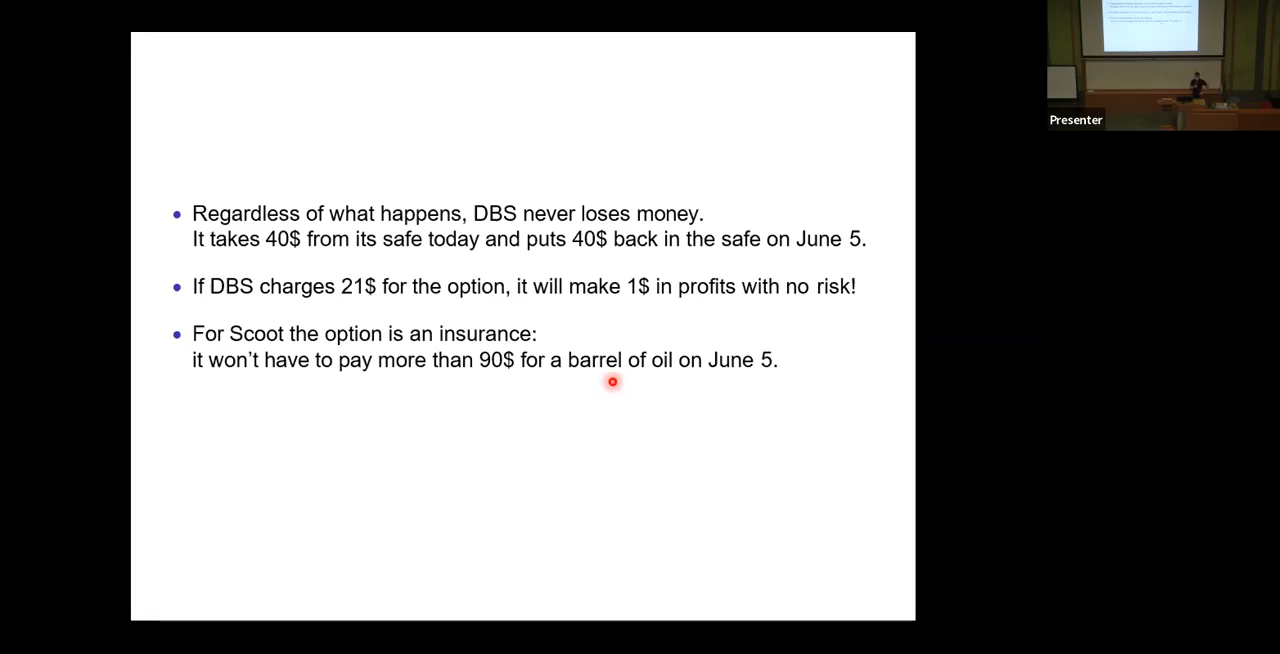 Regardless of what happens, DBS never loses money.
It takes 40$ from its safe today and puts 40$ back in the safe on June 5.
If DBS charges 21$ for the option, it will make 1$ in profits with no risk!
For Scoot the option is an insurance:
it won't have to pay more than 90$ for a barrel of oil on June 5.
Presenter